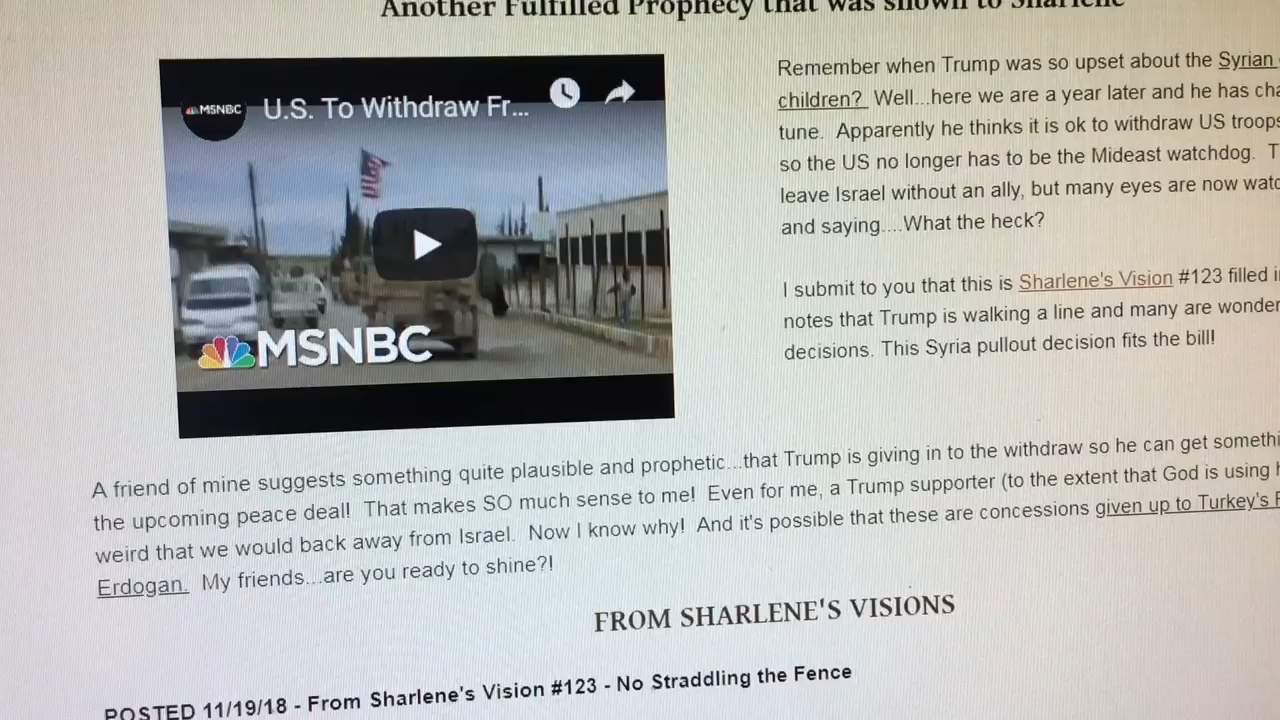 Another Fulfilled Prophecy that was shown to Sharlene
MSNBC
U.S. To Withdraw Fr...
MSNBC
Remember when Trump was so upset about the Syrian
children? Well...here we are a year later and he has cha
tune. Apparently he thinks it is ok to withdraw US troops
so the US no longer has to be the Mideast watchdog. T
leave Israel without an ally, but many eyes are now watc
and saying....What the heck?
I submit to you that this is Sharlene's Vision #123 filled i
notes that Trump is walking a line and many are wonder
decisions. This Syria pullout decision fits the bill!
A friend of mine suggests something quite plausible and prophetic...that Trump is giving in to the withdraw so he can get somethi
the upcoming peace deal! That makes SO much sense to me! Even for me, a Trump supporter (to the extent that God is using h
weird that we would back away from Israel. Now I know why! And it's possible that these are concessions given up to Turkey's
Erdogan. My friends...are you ready to shine?!
FROM SHARLENE'S VISIONS
POSTED 11/19/18 - From Sharlene's Vision #123 - No Straddling the Fence